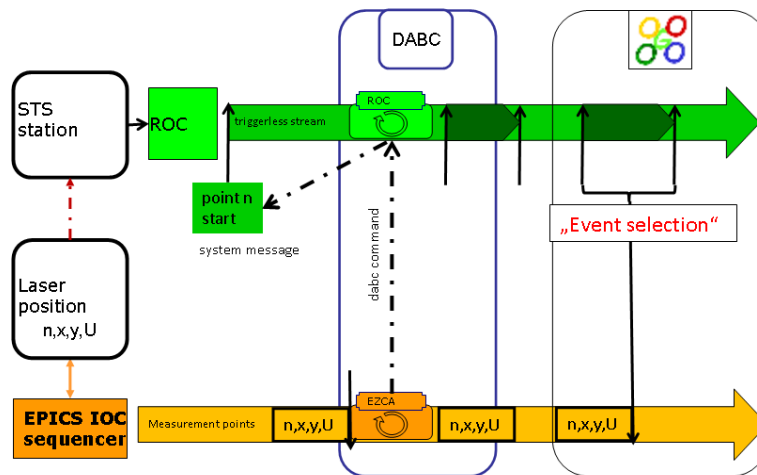 DABC
G
STS
station
ROC
triggerless stream
ROC
point n
start
system message
dabc command
„Event selection“
Laser
position
n,x,y,U
EPICS IOC
sequencer
Measurement points
n,x,y,U
EZCA
n,x,y,U
n,x,y,U